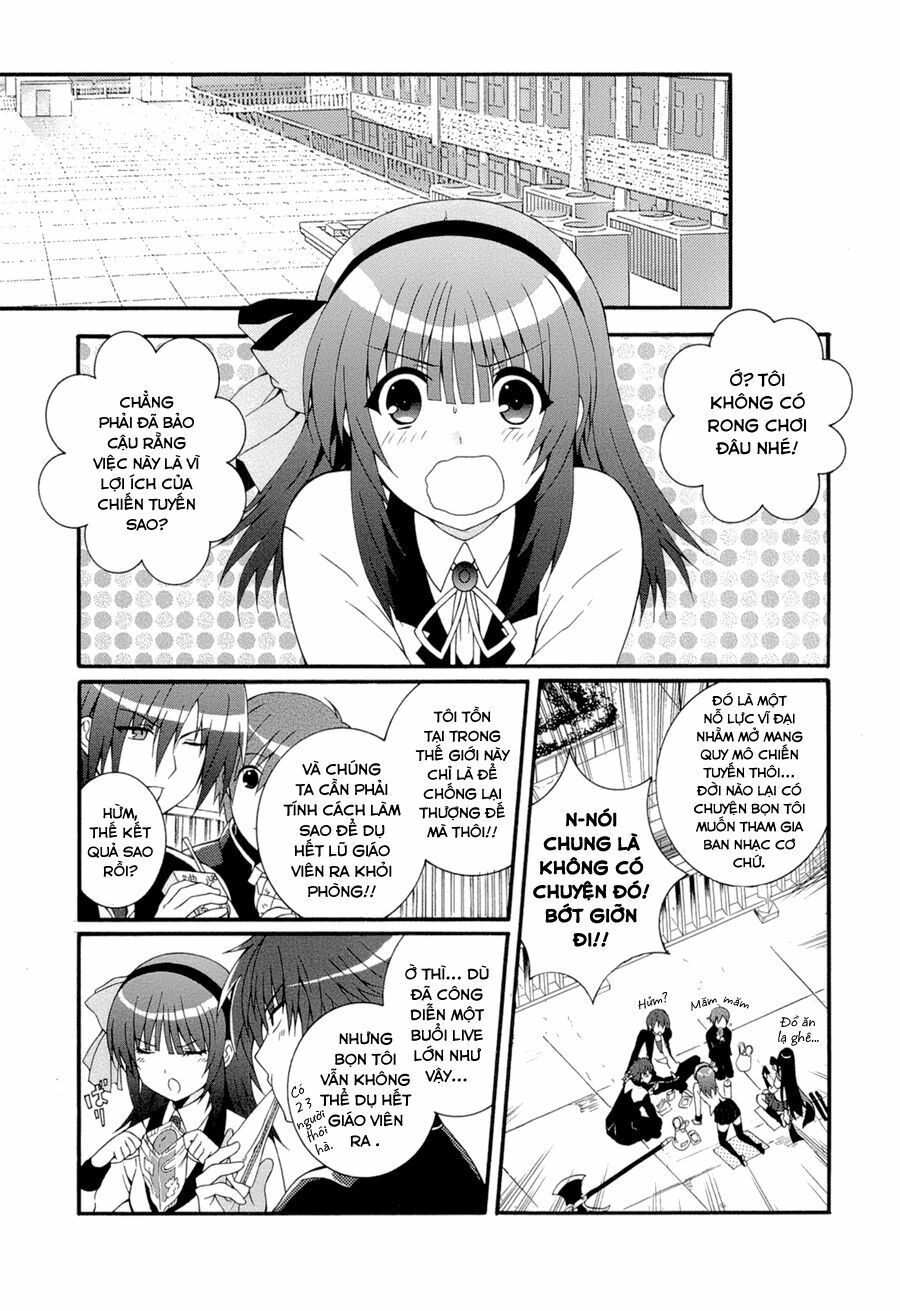 Ớ? TÔI
KHÔNG CÓ
RONG CHƠI
ĐÂU NHÉ!
CHẲNG
PHẢI ĐÃ BẢO
CẬU RẰNG
VIỆC NÀY LÀ VÌ
LỢI ÍCH CỦA
CHIẾN TUYẾN
SAO?
ĐÓ LÀ MỘT
NỖ LỰC VĨ ĐẠI
NHẰM MỞ MANG
QUY MÔ CHIẾN
TUYẾN THÔI...
ĐỜI NÀO LẠI CÓ
CHUYỆN BỌN TÔI
MUỐN THAM GIA
BAN NHẠC CƠ
CHỨ.
N-NÓI
CHUNG LÀ
KHÔNG CÓ
CHUYỆN ĐÓ!
BỚT GIỠN
ĐI!!
Hửm?
Măm măm
Đồ ăn
lạ ghê...
TÔI TỒN
TẠI TRONG
THẾ GIỚI NÀY
CHỈ LÀ ĐỂ
CHỐNG LẠI
THƯỢNG ĐẾ
MÀ THÔI!!
VÀ CHÚNG
TA CẦN PHẢI
TÍNH CÁCH LÀM
SAO ĐỂ DỤ
HẾT LŨ GIÁO
VIÊN RA KHỎI
PHÒNG!!
HỪM,
THẾ KẾT
QUẢ SAO
RỒI?
Ờ THÌ... DÙ
ĐÃ CÔNG
DIỄN MỘT
BUỔI LIVE
LỚN NHƯ
VẬY...
NHƯNG
BỌN TÔI
VẪN KHÔNG
THỂ DỤ HẾT
GIÁO VIÊN
RA .
Có
23
người
thôi
hà.